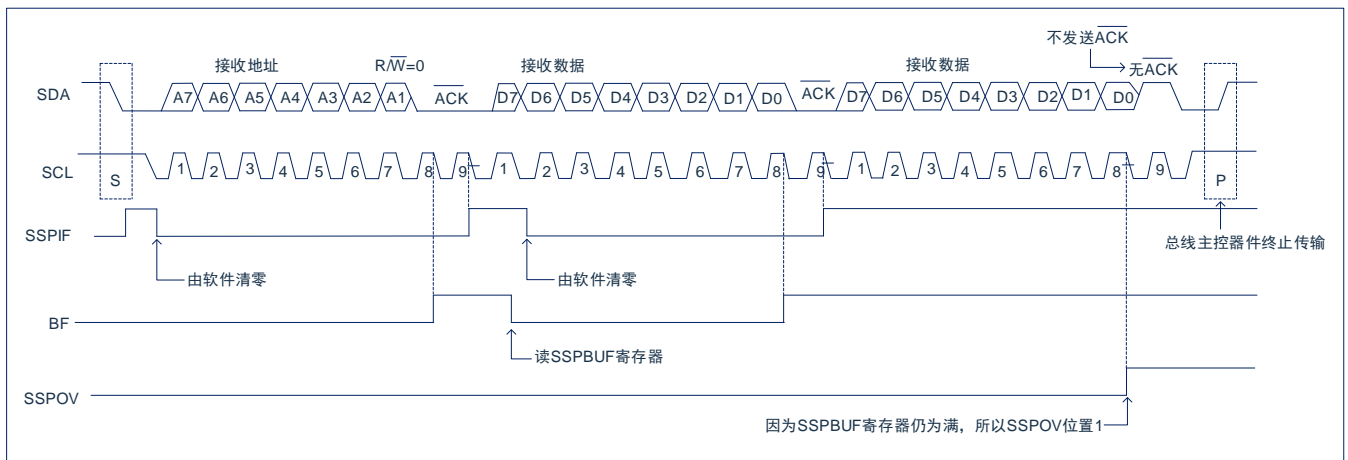 不发送ACK
接收地址 R/W=0 接收数据 接收数据 无ACK
SDA A7 A6 A5 A4 A3 A2 A1 ACK D7 D6 D5 D4 D3 D2 D1 D0 ACK D7 D6 D5 D4 D3 D2 D1 D0
SCL S 1 2 3 4 5 6 7 8 9 1 2 3 4 5 6 7 8 9 1 2 3 4 5 6 7 8 9 P
SSPIF
总线主控器件终止传输
由软件清零 由软件清零
BF
读SSPBUF寄存器
SSPOV
因为SSPBUF寄存器仍为满，所以SSPOV位置1